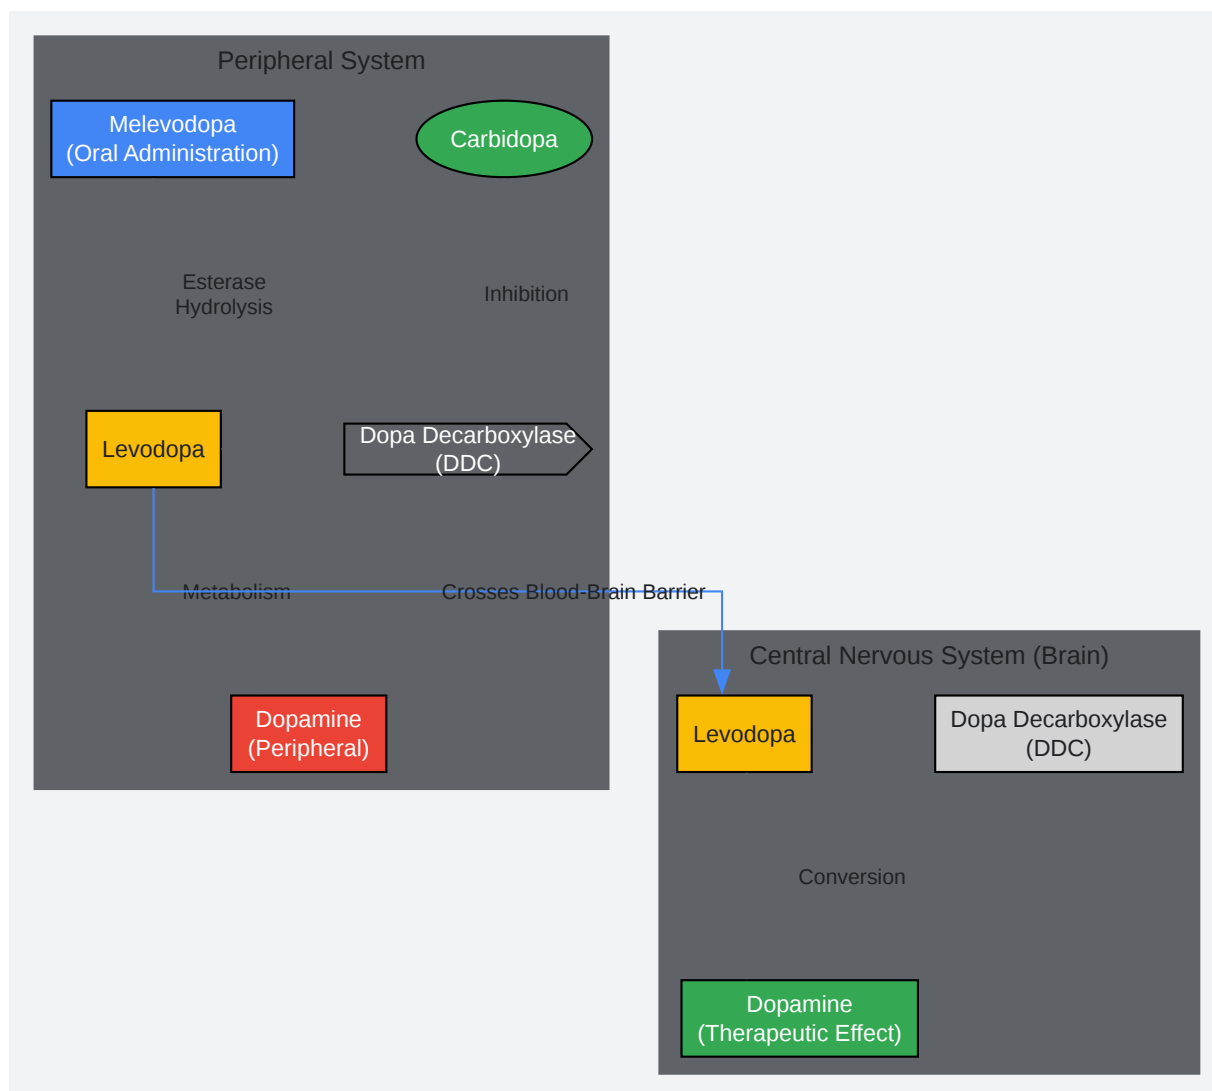 Peripheral System
Melevodopa
(Oral Administration)
Carbidopa
Esterase
Hydrolysis
Inhibition
Levodopa
Dopa Decarboxylase
(DDC)
Metabolism
Crosses Blood-Brain Barrier
Dopamine
(Peripheral)
Central Nervous System (Brain)
Levodopa
Dopa Decarboxylase
(DDC)
Conversion
Dopamine
(Therapeutic Effect)